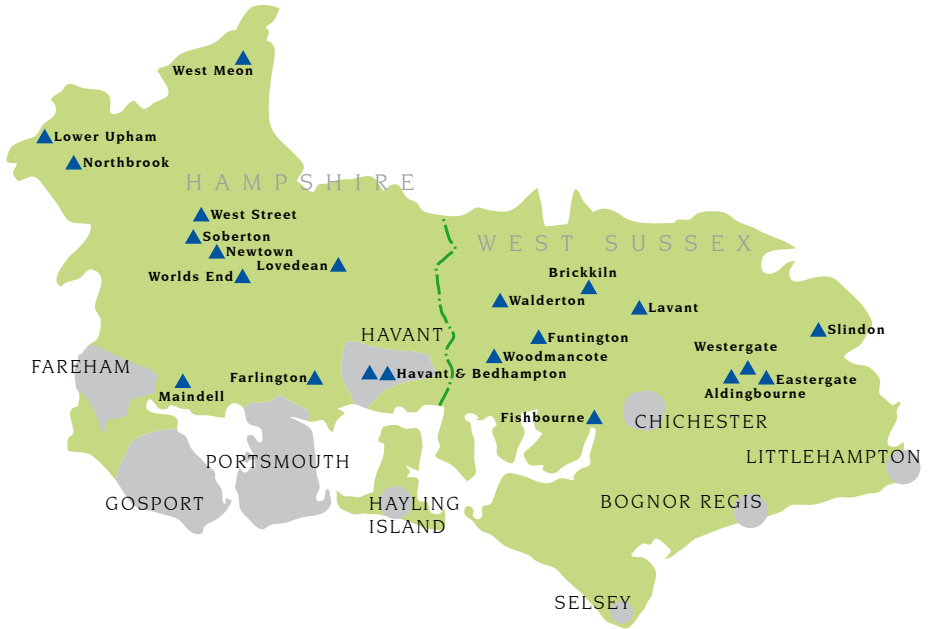 West Meon
Lower Upham
Northbrook
HAMPSHIRE
West Street
Soberton
Newtown
Lovedean
Worlds End
WEST SUSSEX
Brickkiln
Walderton
Lavant
Slindon
HAVANT
Funtington
Westergate
Woodmancote
FAREHAM
Farlington
Havant & Bedhampton
Eastergate
Maindell
Aldingbourne
Fishbourne
CHICHESTER
LITTLEHAMPTON
PORTSMOUTH
GOSPORT
HAYLING
ISLAND
BOGNOR REGIS
SELSEY